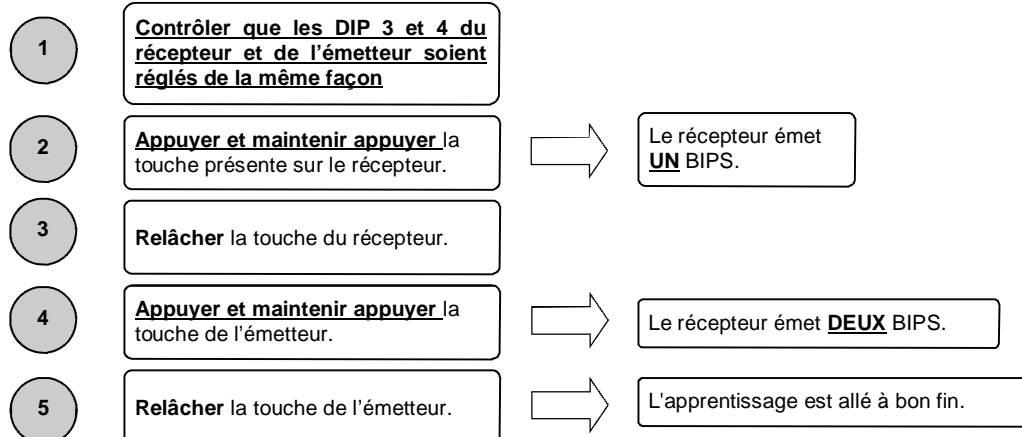 1
Contrôler que les DIP 3 et 4 du
récepteur et de l'émetteur soient
réglés de la même façon
2
Appuyer et maintenir appuyer la
touche présente sur le récepteur.
Le récepteur émet
UN BIPS.
3
Relâcher la touche du récepteur.
4
Appuyer et maintenir appuyer la
touche de l'émetteur.
Le récepteur émet DEUX BIPS.
5
Relâcher la touche de l'émetteur.
L'apprentissage est allé à bon fin.